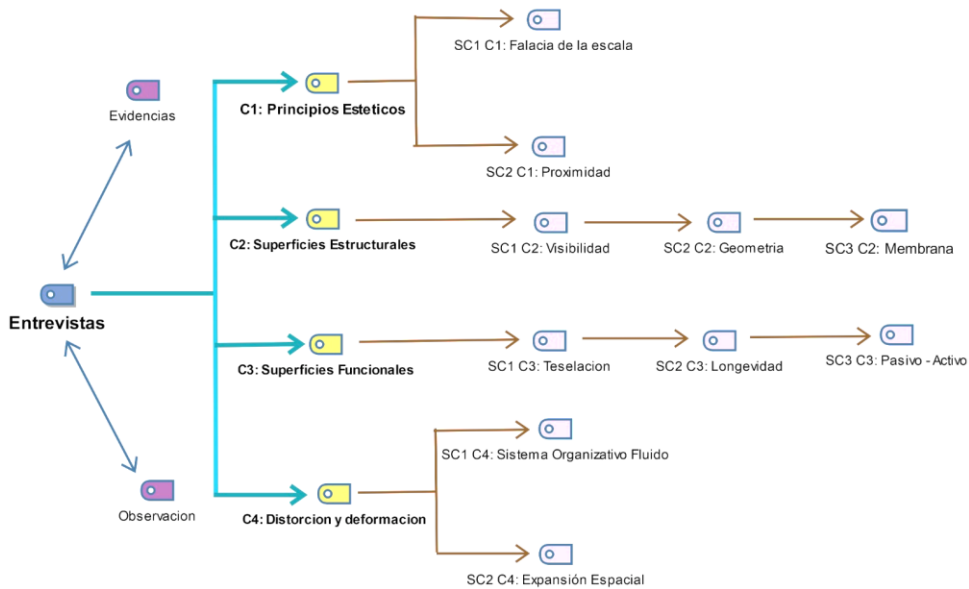 SC1 C1: Falacia de la escala
Evidencias
C1: Principios Esteticos
SC2 C1: Proximidad
C2: Superficies Estructurales
SC1 C2: Visibilidad
SC2 C2: Geometria
SC3 C2: Membrana
Entrevistas
C3: Superficies Funcionales
SC1 C3: Teselacion
SC2 C3: Longevidad
SC3 C3: Pasivo - Activo
SC1 C4: Sistema Organizativo Fluido
Observacion
C4: Distorcion y deformacion
SC2 C4: Expansión Espacial